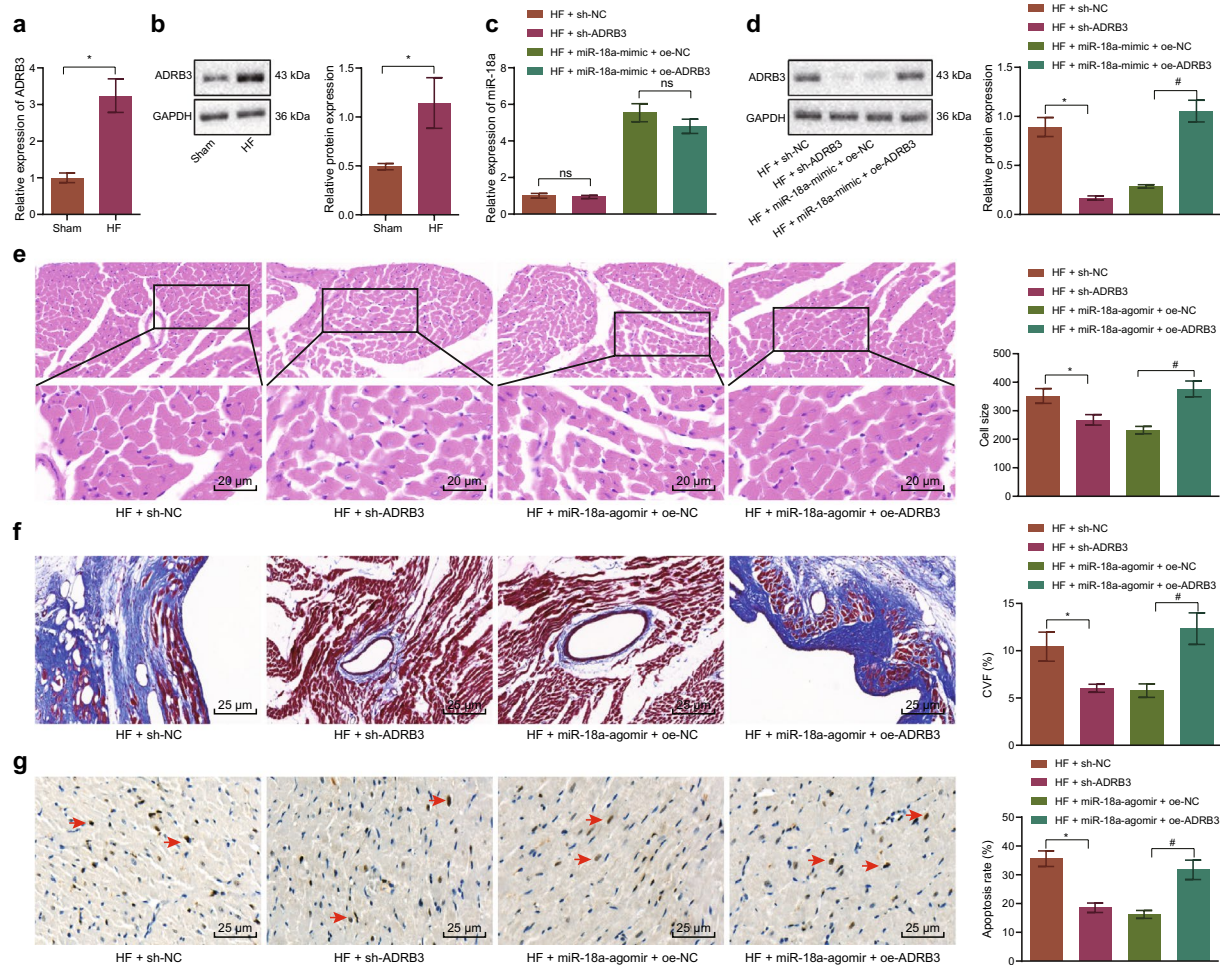 a
Relative expression of ADRB3
4
3
2
1
0
*
Sham
HF
b
ADRB3
43 kDa
GAPDH
36 kDa
Sham
HF
Relative protein expression
1.5
1.0
0.5
0.0
*
Sham
HF
c
HF + sh-NC
HF + sh-ADRB3
HF + miR-18a-mimic + oe-NC
HF + miR-18a-mimic + oe-ADRB3
Relative expression of miR-18a
8
6
4
2
0
ns
ns
d
ADRB3
43 kDa
GAPDH
36 kDa
HF + sh-NC
HF + sh-ADRB3
HF + miR-18a-mimic + oe-NC
HF + miR-18a-mimic + oe-ADRB3
HF + sh-NC
HF + sh-ADRB3
HF + miR-18a-mimic + oe-NC
HF + miR-18a-mimic + oe-ADRB3
Relative protein expression
1.5
1.0
0.5
0.0
*
#
e
20 µm
20 µm
20 µm
20 µm
HF + sh-NC
HF + sh-ADRB3
HF + miR-18a-agomir + oe-NC
HF + miR-18a-agomir + oe-ADRB3
HF + sh-NC
HF + sh-ADRB3
HF + miR-18a-agomir + oe-NC
HF + miR-18a-agomir + oe-ADRB3
Cell size
500
400
300
200
100
0
*
#
f
25 µm
25 µm
25 µm
25 µm
HF + sh-NC
HF + sh-ADRB3
HF + miR-18a-agomir + oe-NC
HF + miR-18a-agomir + oe-ADRB3
HF + sh-NC
HF + sh-ADRB3
HF + miR-18a-agomir + oe-NC
HF + miR-18a-agomir + oe-ADRB3
CVF (%)
15
10
5
0
*
#
g
25 µm
25 µm
25 µm
25 µm
HF + sh-NC
HF + sh-ADRB3
HF + miR-18a-agomir + oe-NC
HF + miR-18a-agomir + oe-ADRB3
HF + sh-NC
HF + sh-ADRB3
HF + miR-18a-agomir + oe-NC
HF + miR-18a-agomir + oe-ADRB3
Apoptosis rate (%)
50
40
30
20
10
0
*
#